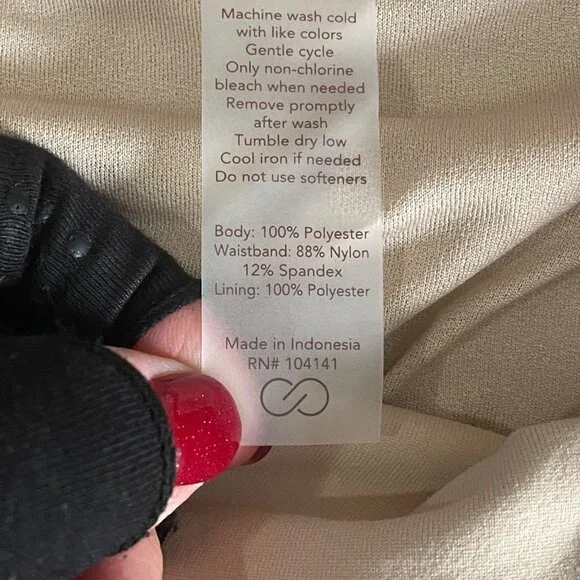 Machine wash cold
with like colors
Gentle cycle
Only non-chlorine
bleach when needed
Remove promptly
after wash
Tumble dry low
Cool iron if needed
Do not use softeners
Body: 100% Polyester
Waistband: 88% Nylon
12% Spandex
Lining: 100% Polyester
Made in Indonesia
RN# 104141